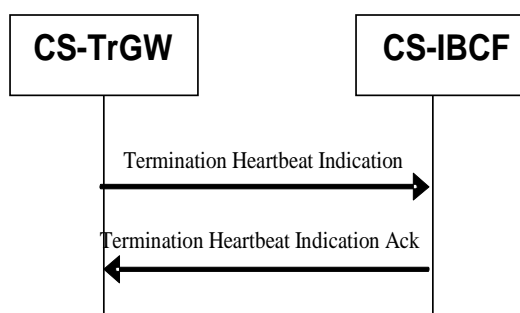 CS-TrGW
CS-IBCF
Termination Heartbeat Indication
Termination Heartbeat Indication Ack